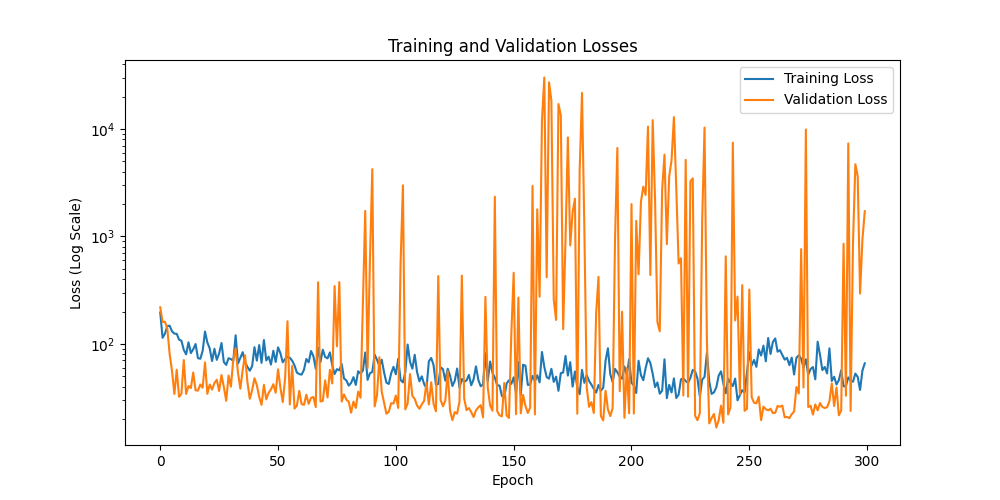 Training and Validation Losses
Training Loss
Validation Loss
10^4
10^3
10^2
Loss (Log Scale)
0 50 100 150 200 250 300
Epoch